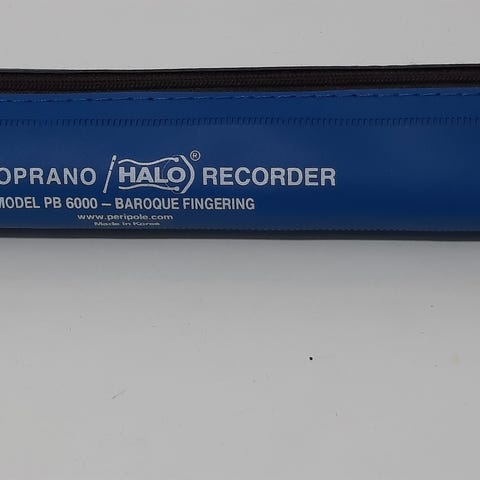 OPRANO HALO® RECORDER
MODEL PB 6000 – BAROQUE FINGERING
www.peripole.com
Made in Korea